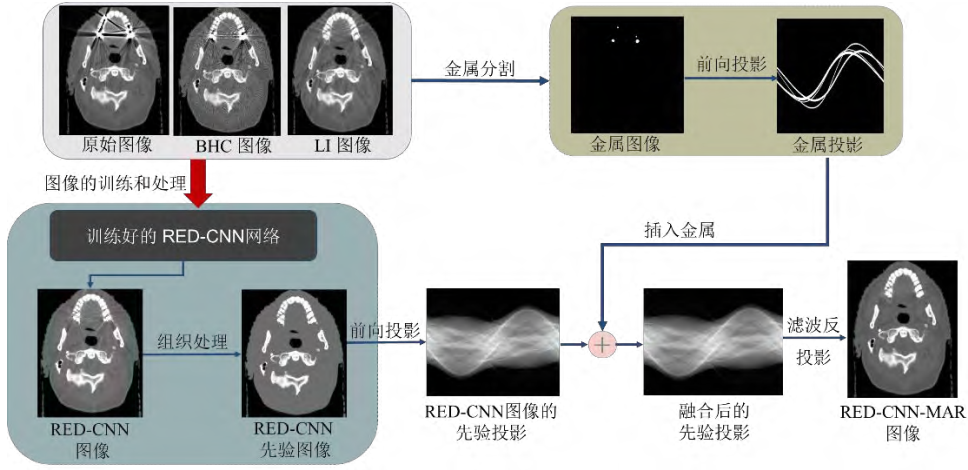 原始图像
BHC 图像
LI 图像
金属分割
金属图像
前向投影
金属投影
图像的训练和处理
训练好的 RED-CNN网络
插入金属
RED-CNN
图像
组织处理
RED-CNN
先验图像
前向投影
RED-CNN图像的
先验投影
融合后的
先验投影
滤波反
投影
RED-CNN-MAR
图像